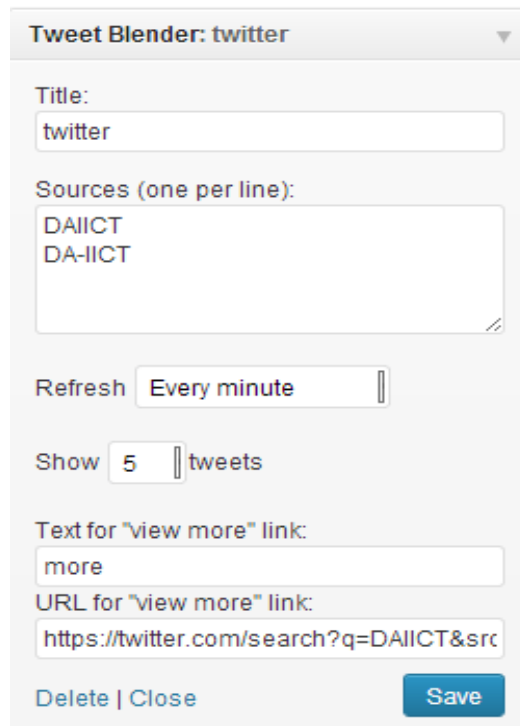 Tweet Blender: twitter
Title:
twitter
Sources (one per line):
DAIICT
DA-IICT
Refresh Every minute
Show 5 tweets
Text for "view more" link:
more
URL for "view more" link:
https://twitter.com/search?q=DAIICT&src
Delete | Close Save